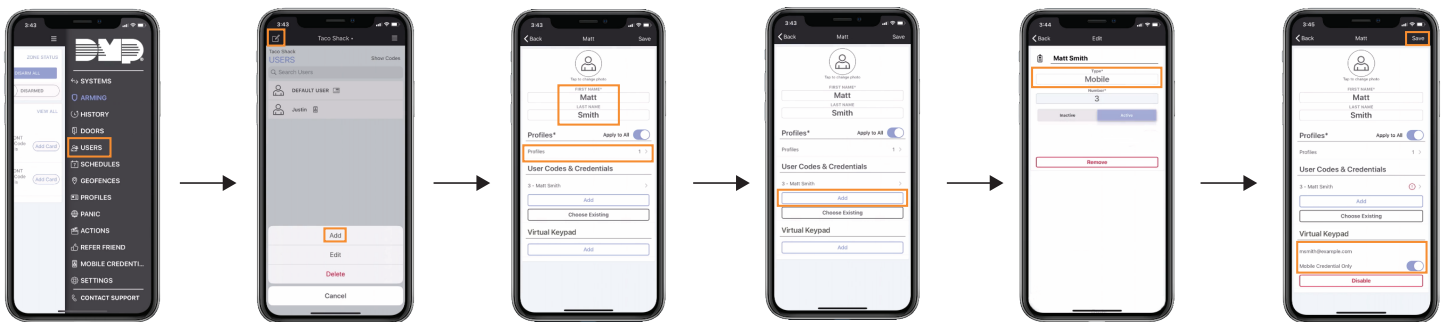 3:43
ZONE STATUS
DISARM ALL
DISARMED
VIEW ALL
ONT
Code
Add Card
ONT
Code
Add Card
DMP
SYSTEMS
ARMING
HISTORY
DOORS
USERS
SCHEDULES
GEOFENCES
PROFILES
PANIC
ACTIONS
REFER FRIEND
MOBILE CREDENTI...
SETTINGS
CONTACT SUPPORT
3:43
Taco Shack
Taco Shack
USERS
Show Codes
Search Users
DEFAULT USER
Justin
Add
Edit
Delete
Cancel
3:43
Back Matt Save
Tap to change photo
FIRST NAME*
Matt
LAST NAME
Smith
Profiles* Apply to All
Profiles 1
User Codes & Credentials
3 - Matt Smith
Add
Choose Existing
Virtual Keypad
Add
3:43
Back Matt Save
Tap to change photo
FIRST NAME*
Matt
LAST NAME
Smith
Profiles* Apply to All
Profiles 1
User Codes & Credentials
3 - Matt Smith
Add
Choose Existing
Virtual Keypad
Add
3:44
Back Edit
Matt Smith
Type*
Mobile
Number*
3
Inactive Active
Remove
3:45
Back Matt Save
Tap to change photo
FIRST NAME*
Matt
LAST NAME
Smith
Profiles* Apply to All
Profiles 1
User Codes & Credentials
3 - Matt Smith
Add
Choose Existing
Virtual Keypad
msmith@example.com
Mobile Credential Only
Disable